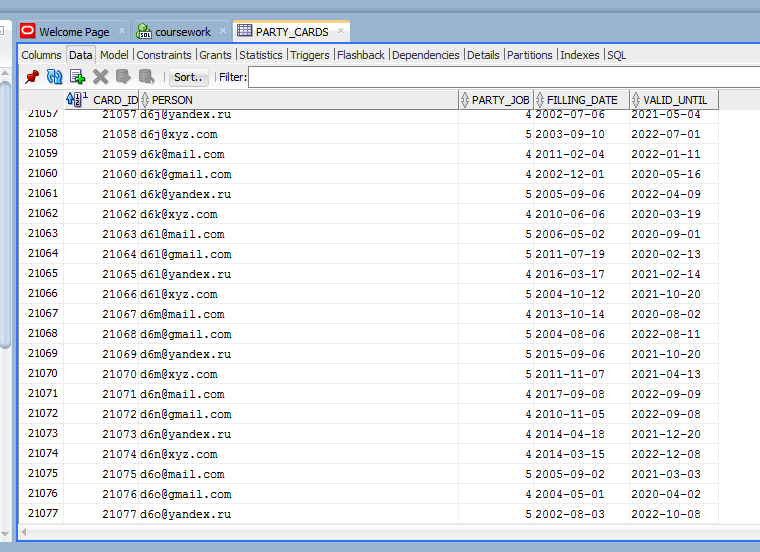 Welcome Page coursework PARTY_CARDS
Columns Data Model Constraints Grants Statistics Triggers Flashback Dependencies Details Partitions Indexes SQL
Sort.. Filter:
CARD_ID PERSON PARTY_JOB FILLING_DATE VALID_UNTIL
21057 21057 d6j@yandex.ru 4 2002-07-06 2021-05-04
21058 21058 d6j@xyz.com 5 2003-09-10 2022-07-01
21059 21059 d6k@mail.com 4 2011-02-04 2022-01-11
21060 21060 d6k@gmail.com 4 2002-12-01 2020-05-16
21061 21061 d6k@yandex.ru 5 2005-09-06 2022-04-09
21062 21062 d6k@xyz.com 4 2010-06-06 2020-03-19
21063 21063 d6l@mail.com 5 2006-05-02 2020-09-01
21064 21064 d6l@gmail.com 5 2011-07-19 2020-02-13
21065 21065 d6l@yandex.ru 4 2016-03-17 2021-02-14
21066 21066 d6l@xyz.com 5 2004-10-12 2021-10-20
21067 21067 d6m@mail.com 4 2013-10-14 2020-08-02
21068 21068 d6m@gmail.com 5 2004-08-06 2022-08-11
21069 21069 d6m@yandex.ru 5 2015-09-06 2021-10-20
21070 21070 d6m@xyz.com 5 2011-11-07 2021-04-13
21071 21071 d6n@mail.com 4 2017-09-08 2022-09-09
21072 21072 d6n@gmail.com 4 2010-11-05 2022-09-08
21073 21073 d6n@yandex.ru 4 2014-04-18 2021-12-20
21074 21074 d6n@xyz.com 4 2014-03-15 2022-12-08
21075 21075 d6o@mail.com 5 2005-09-02 2021-03-03
21076 21076 d6o@gmail.com 4 2004-05-01 2020-04-02
21077 21077 d6o@yandex.ru 5 2002-08-03 2022-10-08